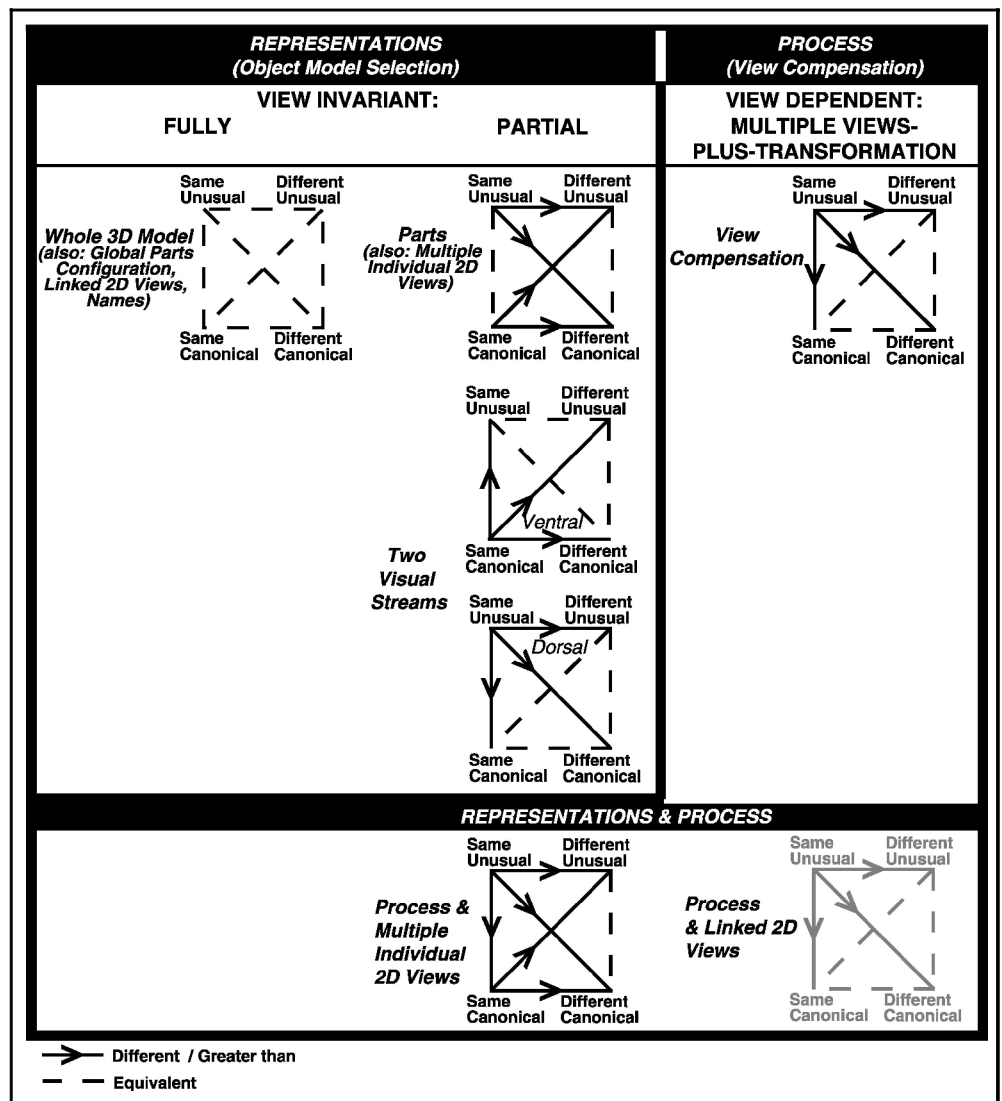 REPRESENTATIONS
(Object Model Selection)
PROCESS
(View Compensation)
VIEW INVARIANT:
FULLY
PARTIAL
VIEW DEPENDENT:
MULTIPLE VIEWS-
PLUS-TRANSFORMATION
Same
Unusual
Different
Unusual
Whole 3D Model
(also: Global Parts
Configuration,
Linked 2D Views,
Names)
Same
Canonical
Different
Canonical
Same
Unusual
Different
Unusual
Parts
(also: Multiple
Individual 2D
Views)
Same
Canonical
Different
Canonical
Same
Unusual
Different
Unusual
View
Compensation
Same
Canonical
Different
Canonical
Same
Unusual
Different
Unusual
Ventral
Same
Canonical
Different
Canonical
Two
Visual
Streams
Same
Unusual
Different
Unusual
Dorsal
Same
Canonical
Different
Canonical
REPRESENTATIONS & PROCESS
Same
Unusual
Different
Unusual
Process &
Multiple
Individual
2D Views
Same
Canonical
Different
Canonical
Same
Unusual
Different
Unusual
Process
& Linked 2D
Views
Same
Canonical
Different
Canonical
Different / Greater than
Equivalent